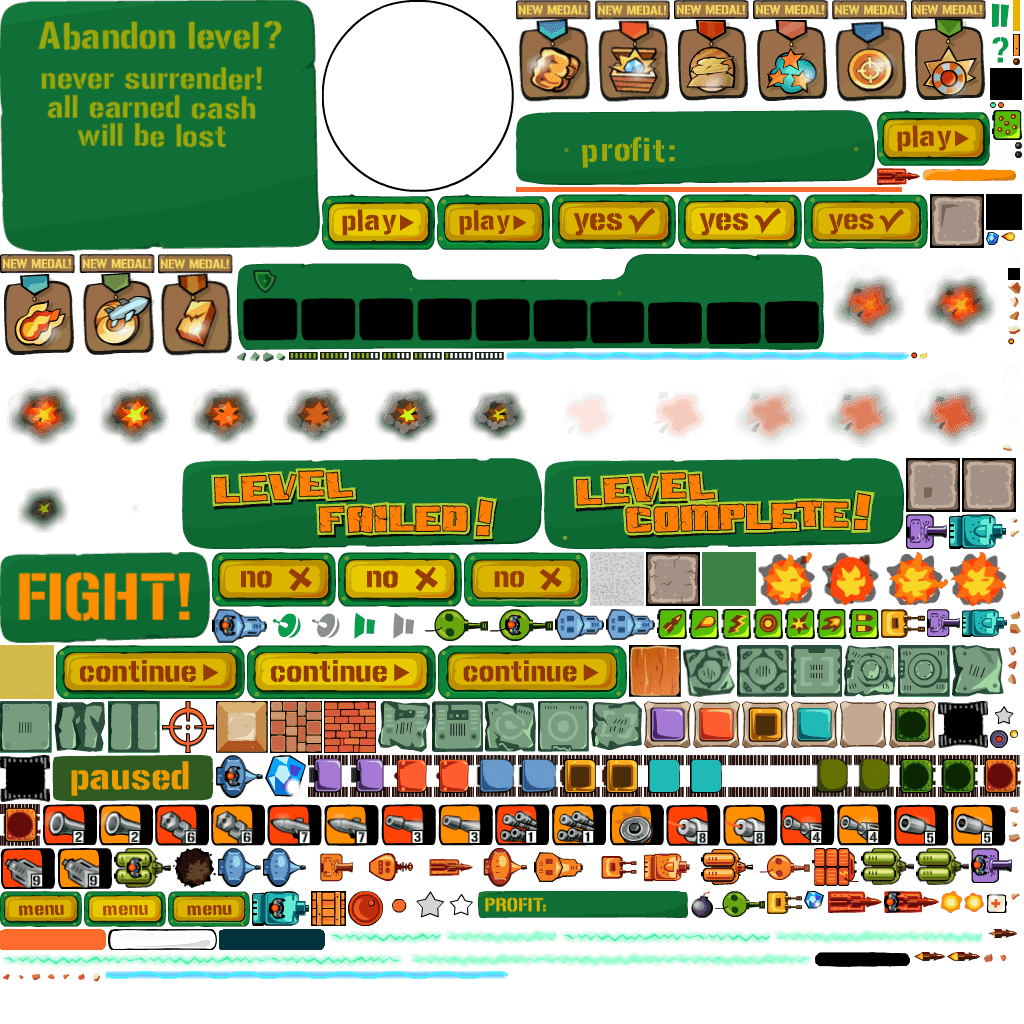 Abandon level?
never surrender!
all earned cash
will be lost
NEW MEDAL!
NEW MEDAL!
NEW MEDAL!
NEW MEDAL!
NEW MEDAL!
NEW MEDAL!
?
profit:
play
play
play
yes
yes
yes
NEW MEDAL!
NEW MEDAL!
NEW MEDAL!
LEVEL
FAILED!
LEVEL
COMPLETE!
FIGHT!
no
no
no
continue
continue
continue
paused
2
2
6
6
7
7
3
3
1
1
8
8
4
4
5
5
9
9
menu
menu
menu
PROFIT: